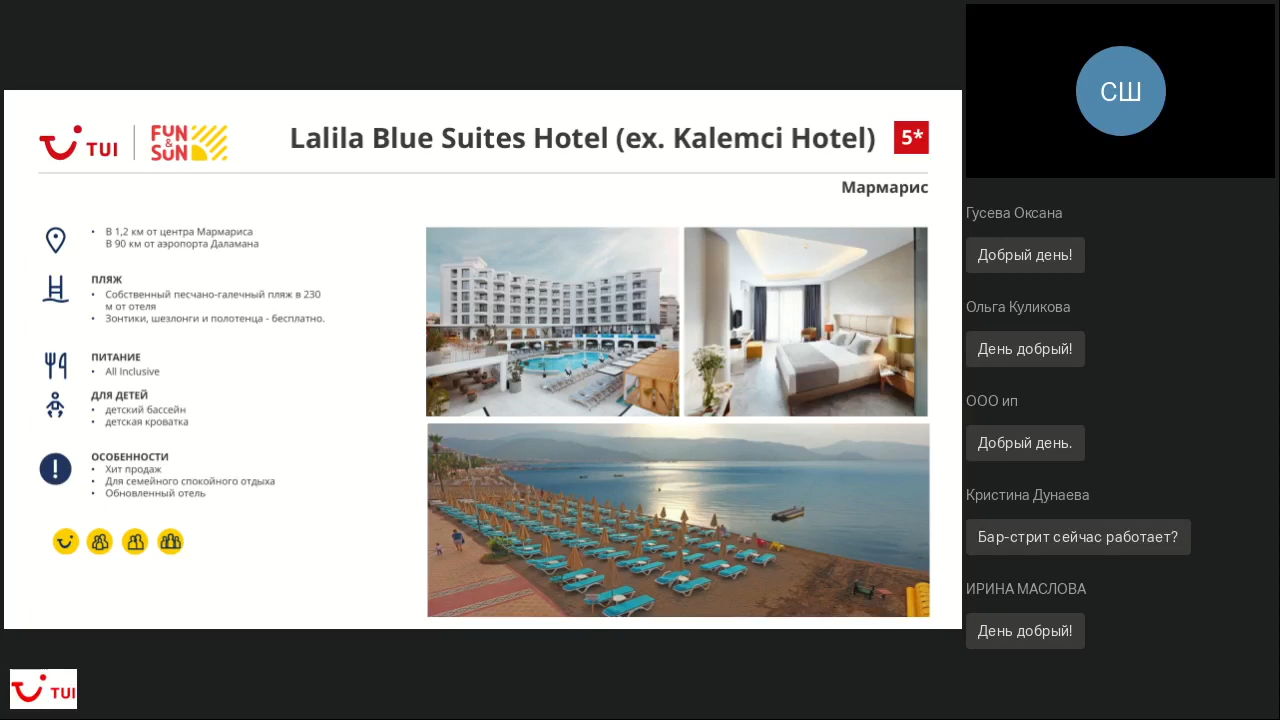 TUI
FUN
&
SUN
Lalila Blue Suites Hotel (ex. Kalemci Hotel)
5*
Мармарис
• В 1,2 км от центра Мармариса
В 90 км от аэропорта Даламана
ПЛЯЖ
• Собственный песчано-галечный пляж в 230
м от отеля
• Зонтики, шезлонги и полотенца - бесплатно.
ПИТАНИЕ
• All Inclusive
ДЛЯ ДЕТЕЙ
• детский бассейн
• детская кроватка
ОСОБЕННОСТИ
• Хит продаж
• Для семейного спокойного отдыха
• Обновленный отель
TUI
СШ
Гусева Оксана
Добрый день!
Ольга Куликова
День добрый!
ООО ип
Добрый день.
Кристина Дунаева
Бар-стрит сейчас работает?
ИРИНА МАСЛОВА
День добрый!